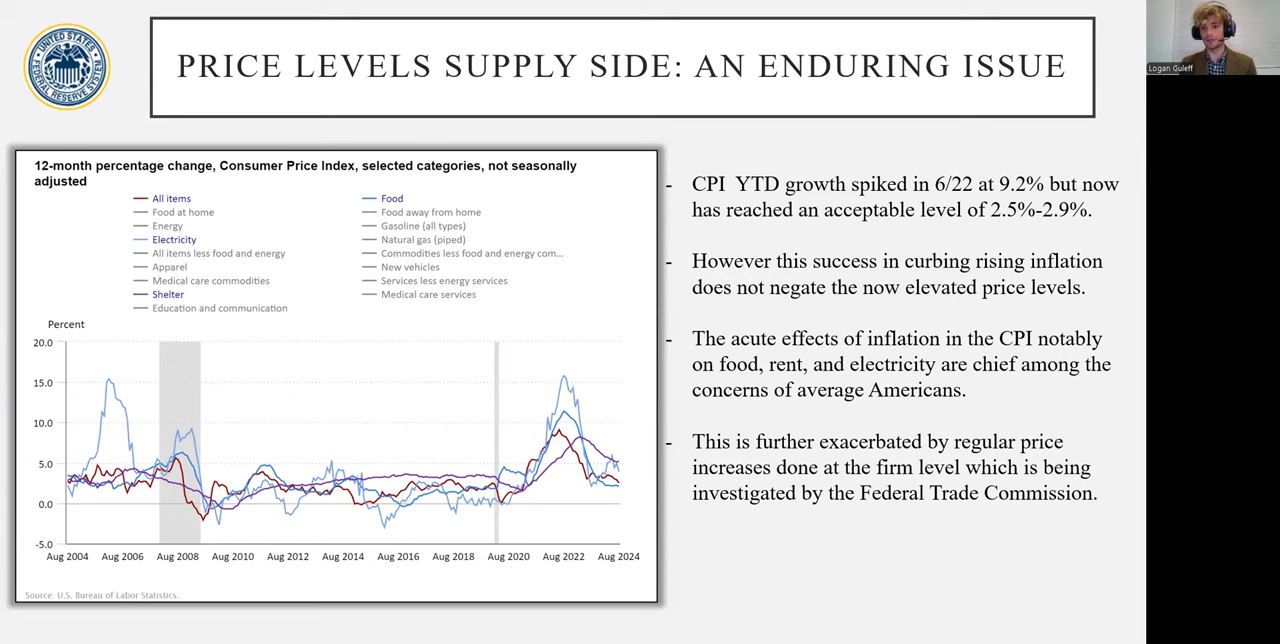 UNITED STATES
FEDERAL RESERVE SYSTEM
PRICE LEVELS SUPPLY SIDE: AN ENDURING ISSUE
Logan Guleff
12-month percentage change, Consumer Price Index, selected categories, not seasonally
adjusted
All items
Food
Food at home
Food away from home
Energy
Gasoline (all types)
Electricity
Natural gas (piped)
All items less food and energy
Commodities less food and energy com...
Apparel
New vehicles
Medical care commodities
Services less energy services
Shelter
Medical care services
Education and communication
Percent
20.0
15.0
10.0
5.0
0.0
-5.0
Aug 2004 Aug 2006 Aug 2008 Aug 2010 Aug 2012 Aug 2014 Aug 2016 Aug 2018 Aug 2020 Aug 2022 Aug 2024
Source: U.S. Bureau of Labor Statistics.
- CPI YTD growth spiked in 6/22 at 9.2% but now
has reached an acceptable level of 2.5%-2.9%.
- However this success in curbing rising inflation
does not negate the now elevated price levels.
- The acute effects of inflation in the CPI notably
on food, rent, and electricity are chief among the
concerns of average Americans.
- This is further exacerbated by regular price
increases done at the firm level which is being
investigated by the Federal Trade Commission.